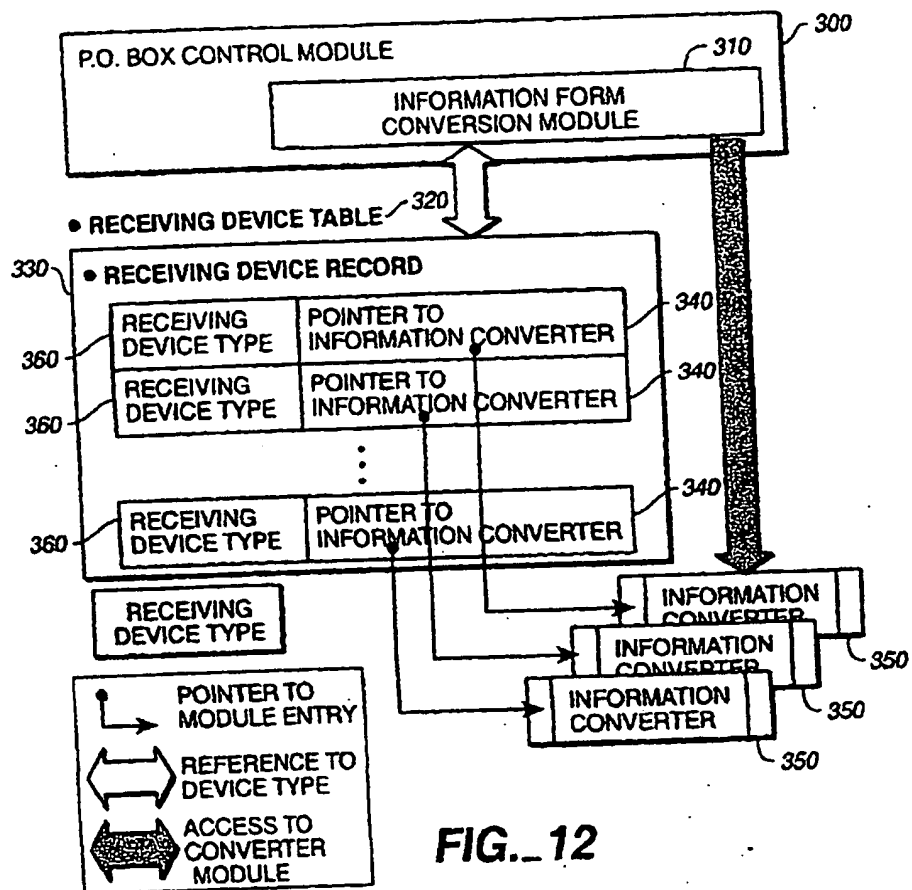 300
P.O. BOX CONTROL MODULE
310
INFORMATION FORM
CONVERSION MODULE
• RECEIVING DEVICE TABLE 320
330
• RECEIVING DEVICE RECORD
360
RECEIVING
DEVICE TYPE
POINTER TO
INFORMATION CONVERTER
340
360
RECEIVING
DEVICE TYPE
POINTER TO
INFORMATION CONVERTER
340
360
RECEIVING
DEVICE TYPE
POINTER TO
INFORMATION CONVERTER
340
RECEIVING
DEVICE TYPE
INFORMATION
CONVERTER
350
INFORMATION
CONVERTER
350
INFORMATION
CONVERTER
350
POINTER TO
MODULE ENTRY
REFERENCE TO
DEVICE TYPE
ACCESS TO
CONVERTER
MODULE
FIG._12